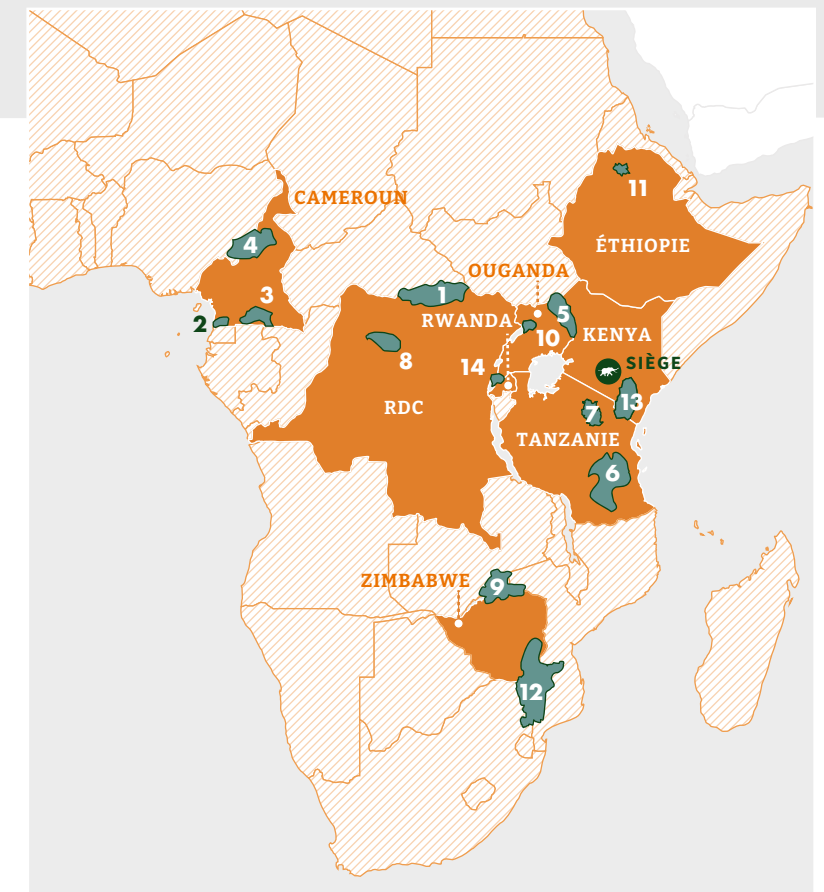 CAMEROUN
11
4
ÉTHIOPIE
OUGANDA
1
3
2
RWANDA
5
KENYA
10
8
14
SIÈGE
RDC
7
13
TANZANIE
6
ZIMBABWE
9
12